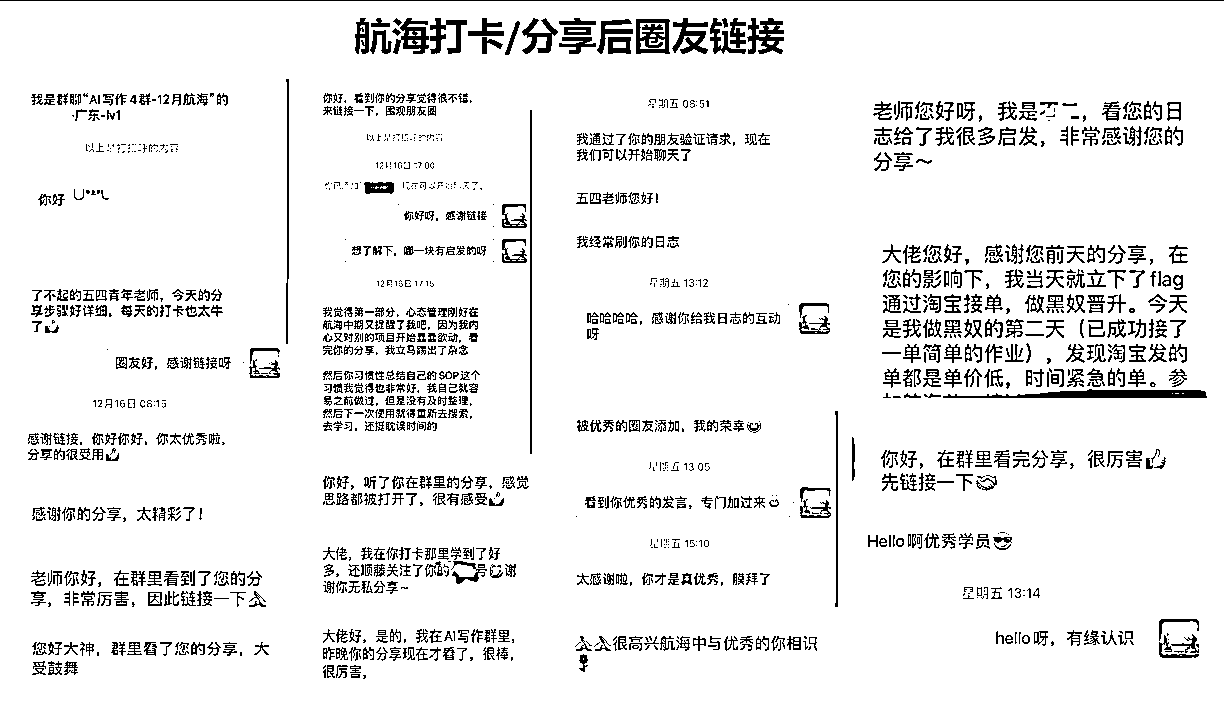 航海打卡/分享后圈友链接
我是群聊“AI写作4群-12月航海”的
广东-lv1
以上是打招呼的内容
你好
了不起的五四青年老师，今天的分
享步骤好详细，每天的打卡也太牛
了👍
圈友好，感谢链接呀
12月16日 08:15
感谢链接，你好你好，你太优秀啦，
分享的很受用👍
感谢你的分享，太精彩了！
老师你好，在群里看到了您的分
享，非常厉害，因此链接一下🙏
您好大神，群里看了您的分享，大
受鼓舞
你好，看到你的分享觉得很不错，
来链接一下，围观朋友圈
以上是打招呼的内容
12月16日 17:00
你已添加 现在可以开始聊天了。
你好呀，感谢链接
想了解下，哪一块有启发的呀
12月16日 17:15
我觉得第一部分，心态管理刚好在
航海中期又提醒了我吧，因为我内
心又对别的项目开始蠢蠢欲动，看
完你的分享，我立马踢出了杂念
然后你习惯性总结自己的SOP这个
习惯我觉得也非常好，我自己就容
易之前做过，但是没有及时整理，
然后下一次使用就得重新去搜索，
去学习，还挺耽误时间的
你好，听了你在群里的分享，感觉
思路都被打开了，很有感受👍
大佬，我在你打卡那里学到了好
多，还顺藤关注了你的 号 谢
谢你无私分享～
大佬好，是的，我在AI写作群里，
昨晚你的分享现在才看了，很棒，
很厉害，
星期五 06:51
我通过了你的朋友验证请求，现在
我们可以开始聊天了
五四老师您好！
我经常刷你的日志
星期五 13:12
哈哈哈哈，感谢你给我日志的互动
呀
被优秀的圈友添加，我的荣幸
星期五 13:05
看到你优秀的发言，专门加过来
星期五 15:10
太感谢啦，你才是真优秀，膜拜了
🙏🙏很高兴航海中与优秀的你相识
🌹
老师您好呀，我是 ，看您的日
志给了我很多启发，非常感谢您的
分享～
大佬您好，感谢您前天的分享，在
您的影响下，我当天就立下了flag
通过淘宝接单，做黑奴晋升。今天
是我做黑奴的第二天（已成功接了
一单简单的作业），发现淘宝发的
单都是单价低，时间紧急的单。参
你好，在群里看完分享，很厉害👍
先链接一下🤝
Hello啊优秀学员😎
星期五 13:14
hello呀，有缘认识